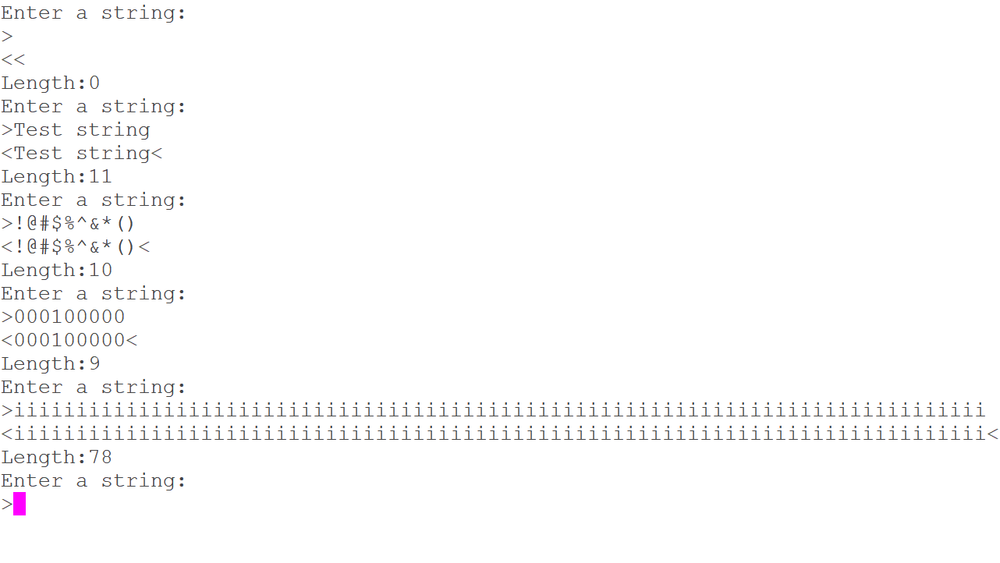 Enter a string:
>
<<
Length:0
Enter a string:
>Test string
<Test string<
Length:11
Enter a string:
>!@#$%^&*()
<!@#$%^&*()<
Length:10
Enter a string:
>000100000
<000100000<
Length:9
Enter a string:
>iiiiiiiiiiiiiiiiiiiiiiiiiiiiiiiiiiiiiiiiiiiiiiiiiiiiiiiiiiiiiiiiiiiiiiiiiiiiii
<iiiiiiiiiiiiiiiiiiiiiiiiiiiiiiiiiiiiiiiiiiiiiiiiiiiiiiiiiiiiiiiiiiiiiiiiiiiiii<
Length:78
Enter a string:
>